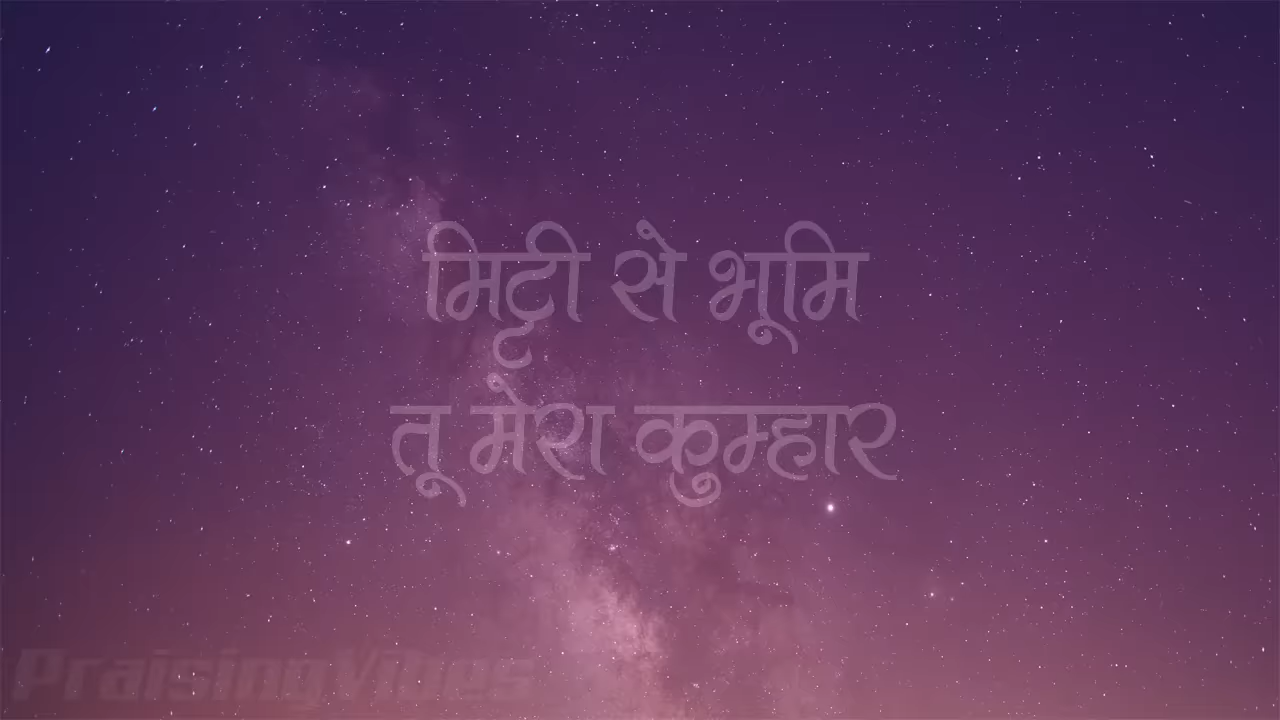 मिट्टी से भूमि
तू मेरा कुम्हार
PraisingVibes